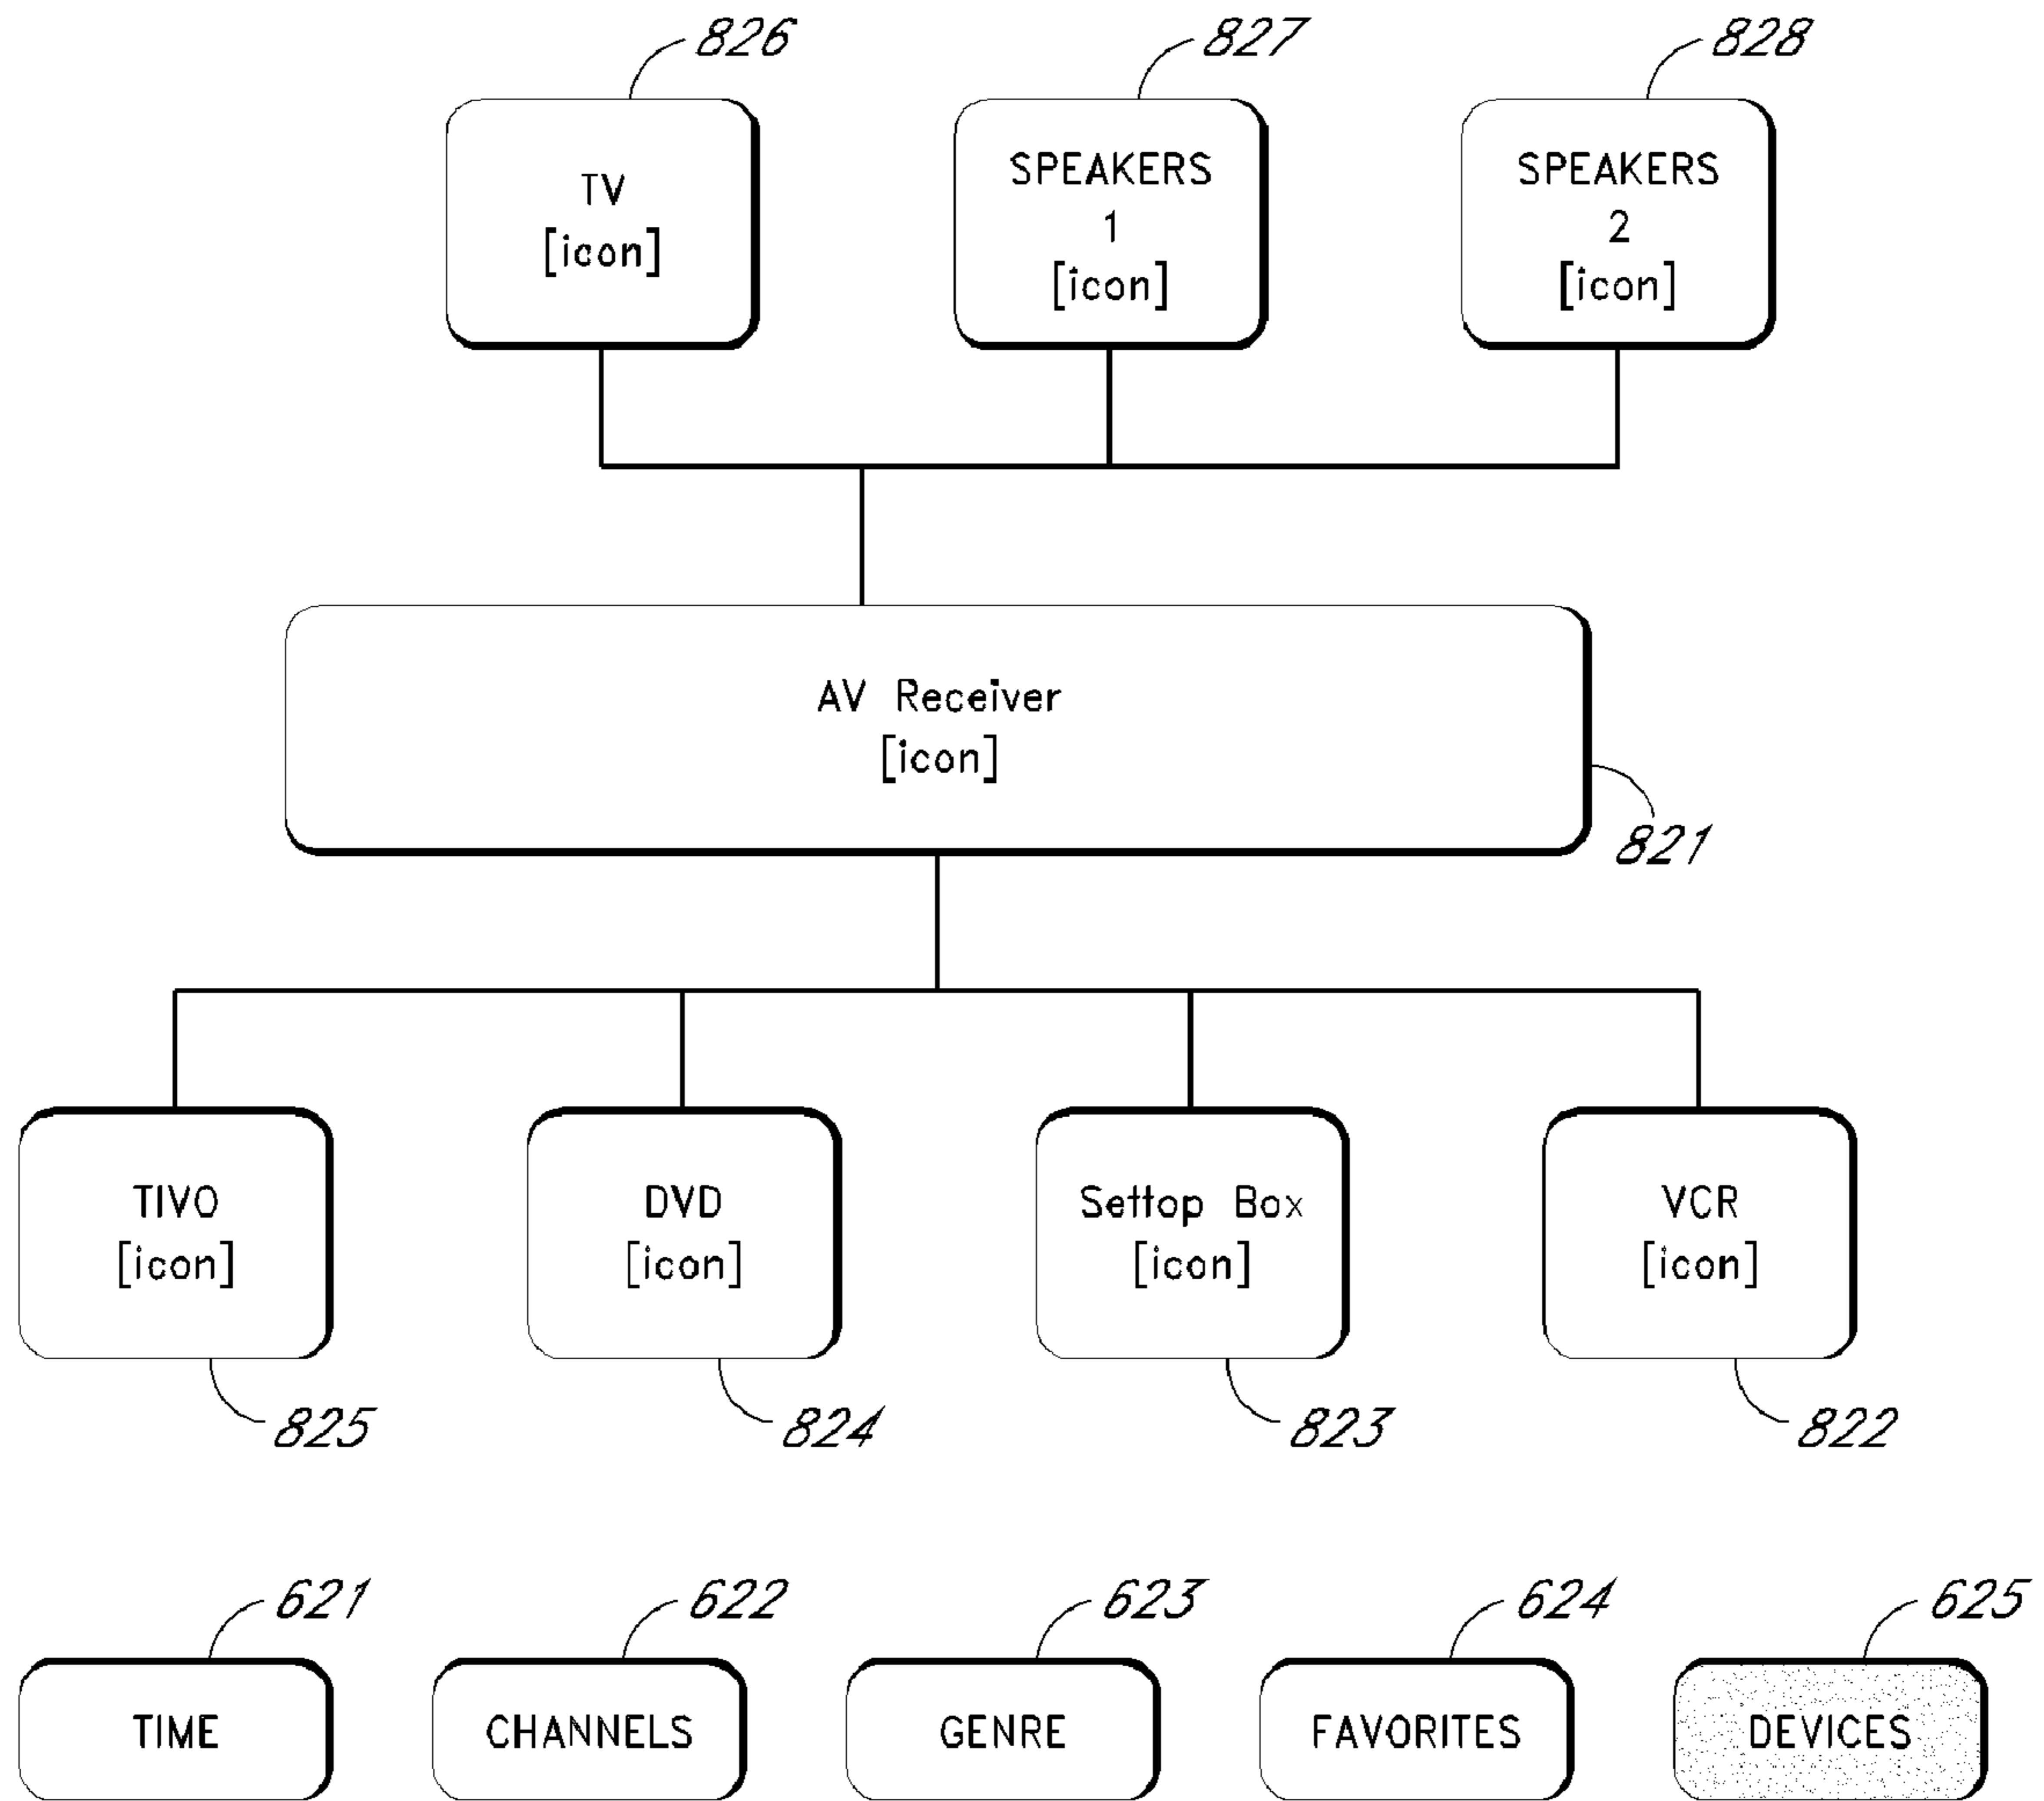 826 827 828
TV
[icon]
SPEAKERS
1
[icon]
SPEAKERS
2
[icon]
AV Receiver
[icon]
821
TIVO
[icon]
DVD
[icon]
Settop Box
[icon]
VCR
[icon]
825 824 823 822
621 622 623 624 625
TIME CHANNELS GENRE FAVORITES DEVICES